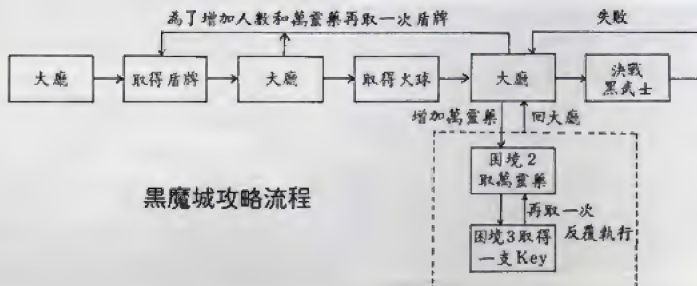 為了增加人数和萬靈藥再取一次盾牌
失敗
大廳
取得盾牌
大廳
取得火球
大廳
決戰
黑武士
增加萬靈藥
回大廳
困境2
取萬靈藥
再取一次
反覆執行
困境3取得
一支Key
黑魔城攻略流程